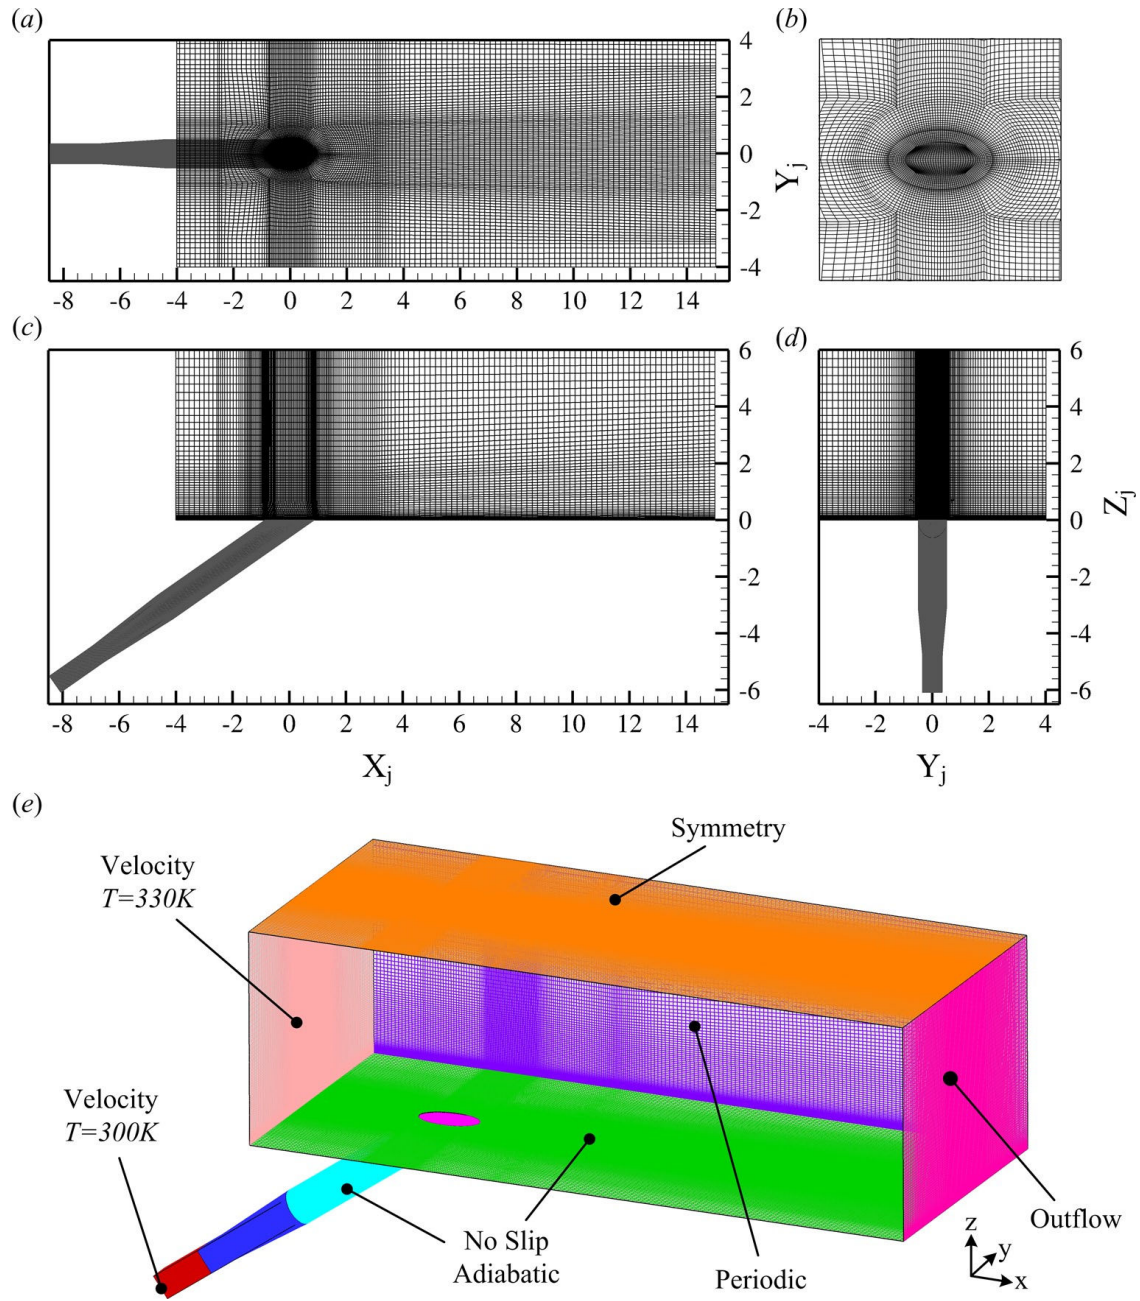 (a)
(b)
4
2
0
-2
-4
Y_j
-8 -6 -4 -2 0 2 4 6 8 10 12 14
(c)
(d)
6
4
2
0
-2
-4
-6
6
4
2
0
-2
-4
-6
Z_j
-8 -6 -4 -2 0 2 4 6 8 10 12 14
-4 -2 0 2 4
X_j
Y_j
(e)
Symmetry
Velocity
T=330K
Velocity
T=300K
No Slip
Adiabatic
Periodic
Outflow
z
y
x